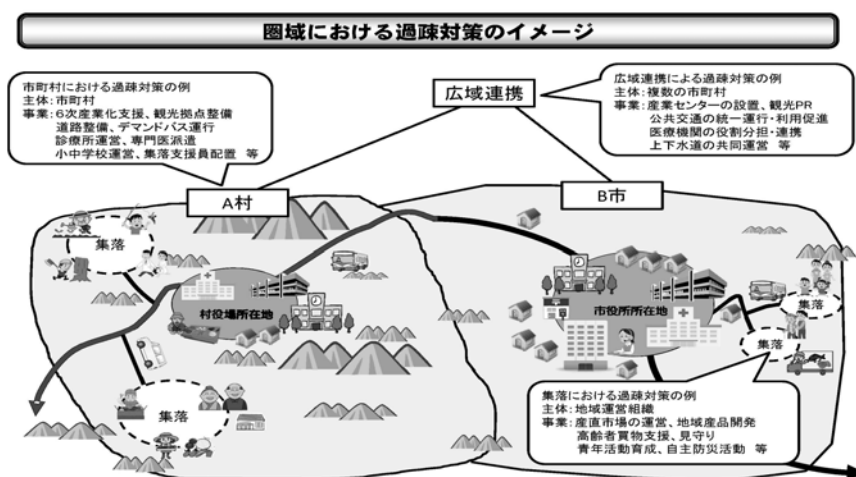 圏域における過疎対策のイメージ
市町村における過疎対策の例
主体:市町村
事業:6次産業化支援、観光拠点整備
道路整備、デマンドバス運行
診療所運営、専門医派遣
小中学校運営、集落支援員配置 等
広域連携
広域連携による過疎対策の例
主体:複数の市町村
事業:産業センターの設置、観光PR
公共交通の統一運行・利用促進
医療機関の役割分担・連携
上下水道の共同運営 等
A村
B市
集落
村役場所在地
集落
市役所所在地
集落
集落
集落における過疎対策の例
主体:地域運営組織
事業:産直市場の運営、地域産品開発
高齢者買物支援、見守り
青年活動育成、自主防災活動 等